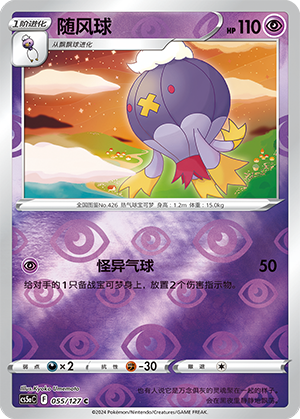 1阶进化
随风球
HP 110
从飘飘球进化
全国图鉴No.426 热气球宝可梦 身高：1.2m 体重：15.0kg
怪异气球 50
给对手的1只备战宝可梦身上，放置2个伤害指示物。
×2 -30
Illus.Kyoko Umemoto
cs5aC F 055/127 C
©2024 Pokémon/Nintendo/Creatures/GAME FREAK.